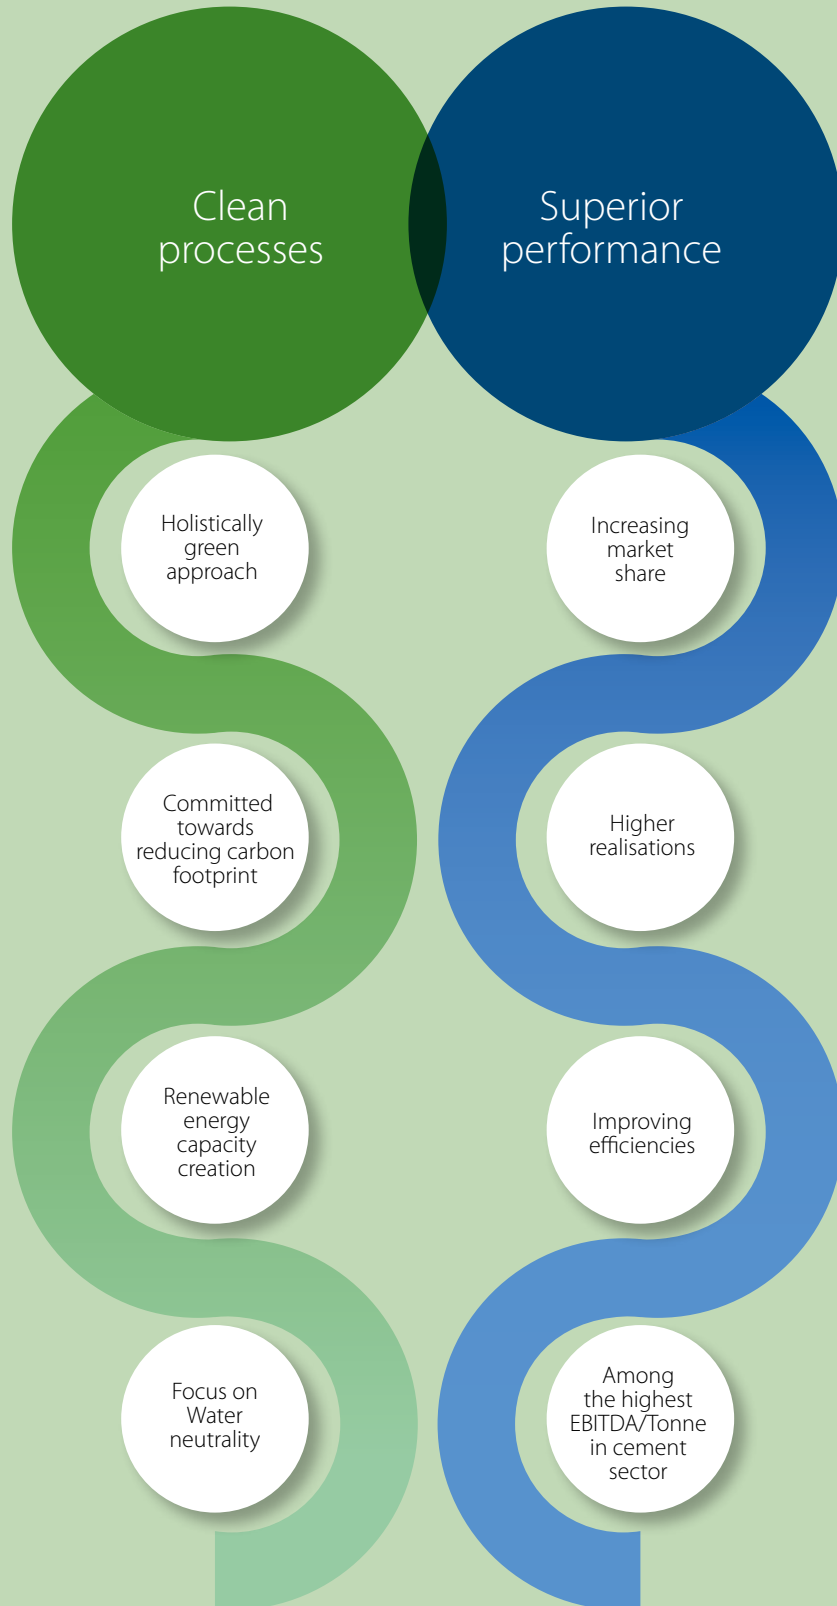 Clean
processes
Superior
performance
Holistically
green
approach
Increasing
market
share
Committed
towards
reducing carbon
footprint
Higher
realisations
Renewable
energy
capacity
creation
Improving
efficiencies
Focus on
Water
neutrality
Among
the highest
EBITDA/Tonne
in cement
sector